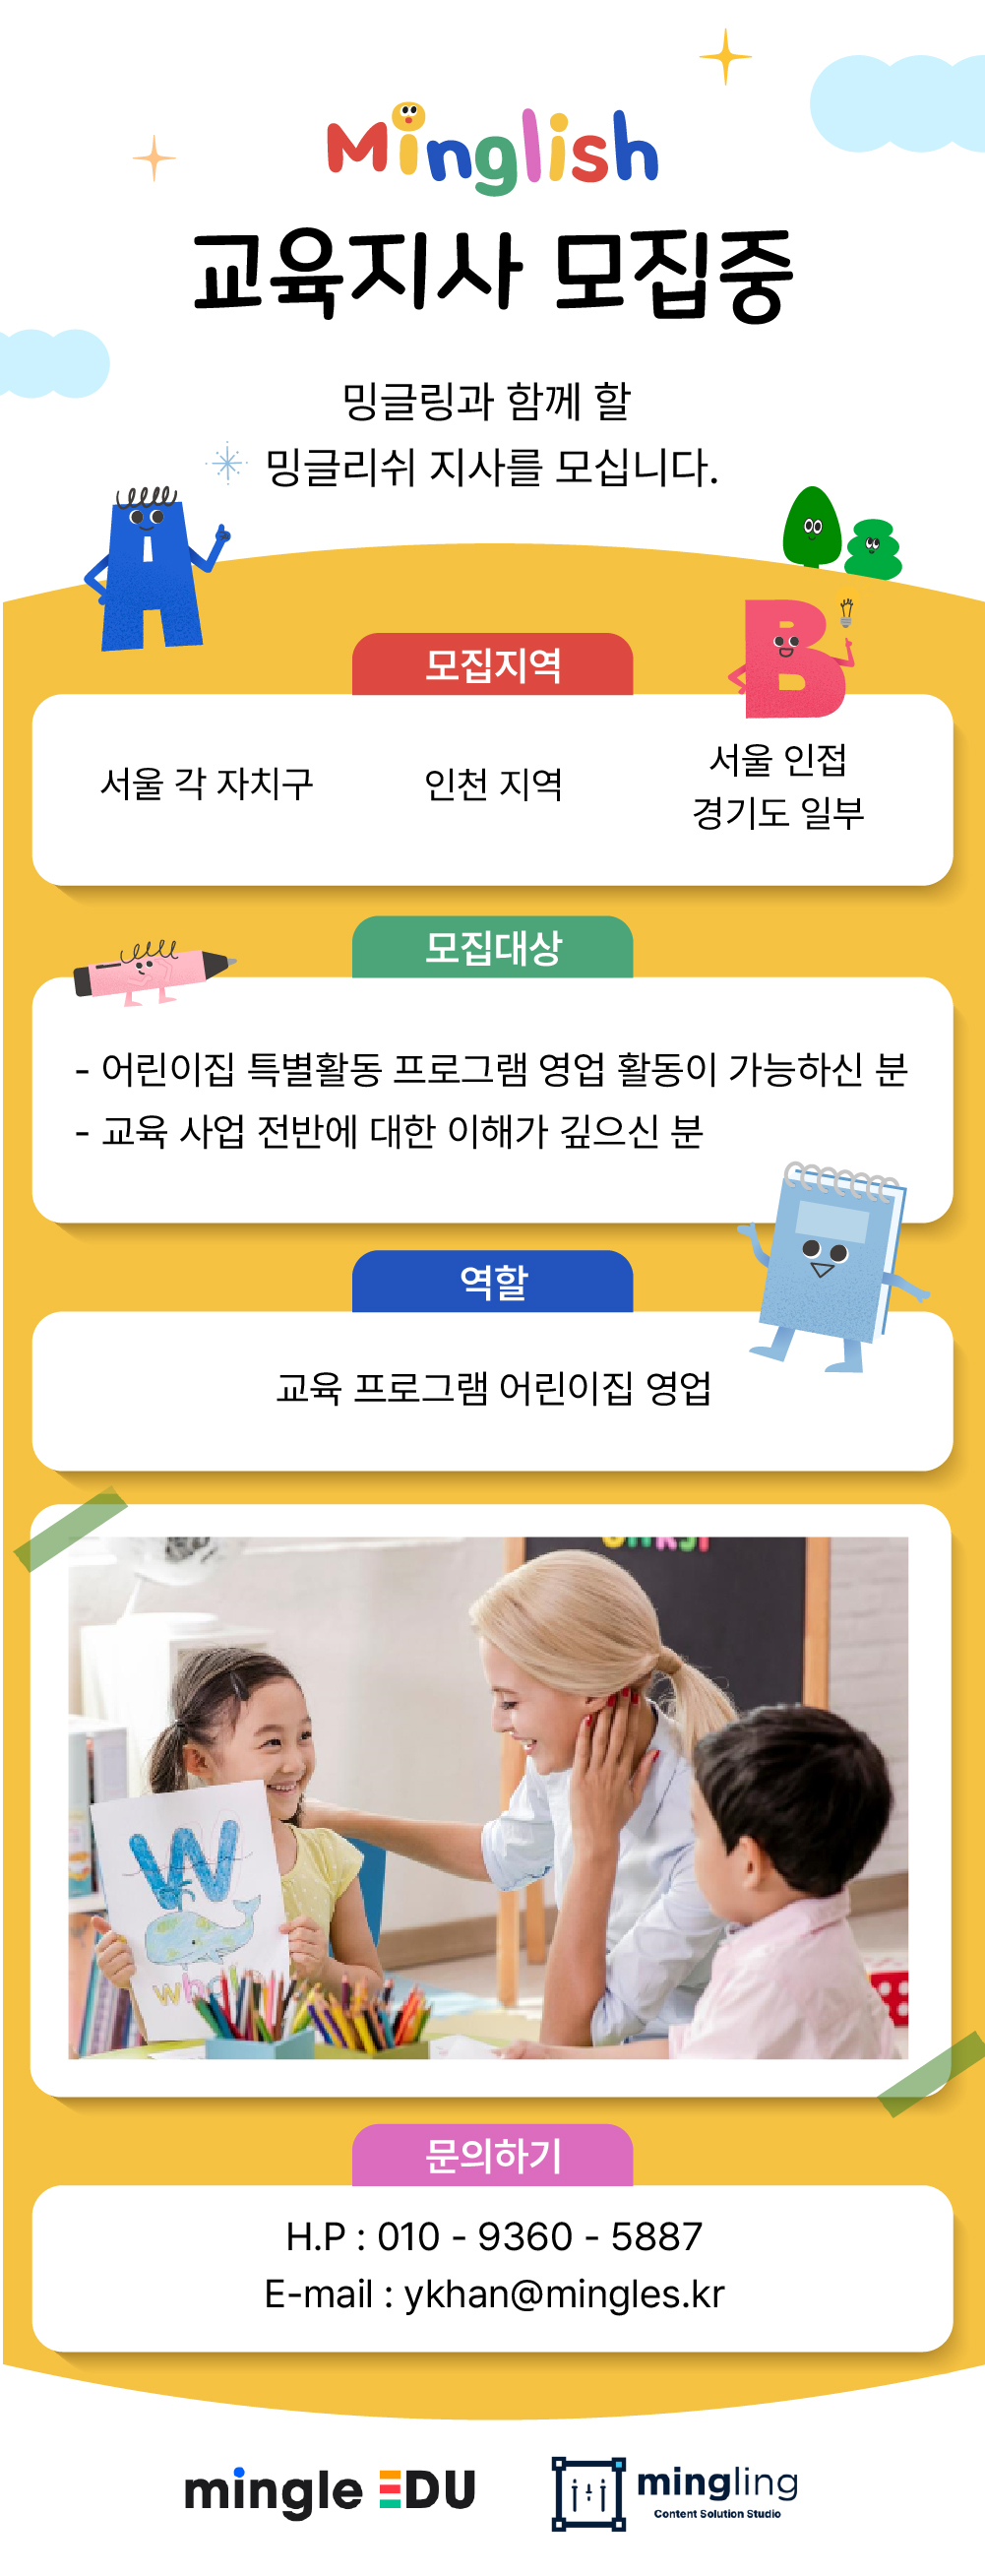 Minglish
교육지사 모집중
밍글링과 함께 할
밍글리쉬 지사를 모십니다.
모집지역
서울 각 자치구
인천 지역
서울 인접
경기도 일부
모집대상
- 어린이집 특별활동 프로그램 영업 활동이 가능하신 분
- 교육 사업 전반에 대한 이해가 깊으신 분
역할
교육 프로그램 어린이집 영업
W
문의하기
H.P : 010 - 9360 - 5887
E-mail : ykhan@mingles.kr
mingle EDU
mingling
Content Solution Studio